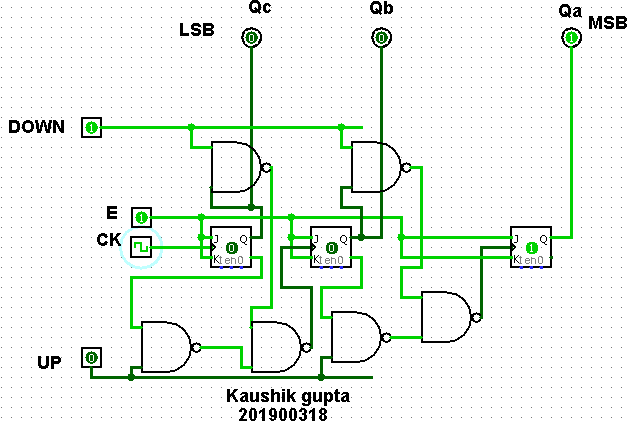 Qc Qb Qa
LSB MSB
0 0 1
DOWN 1
E 1
CK
J Q J Q J Q
0 0 1
K en0 K en0 K en0
UP 0
Kaushik gupta
201900318